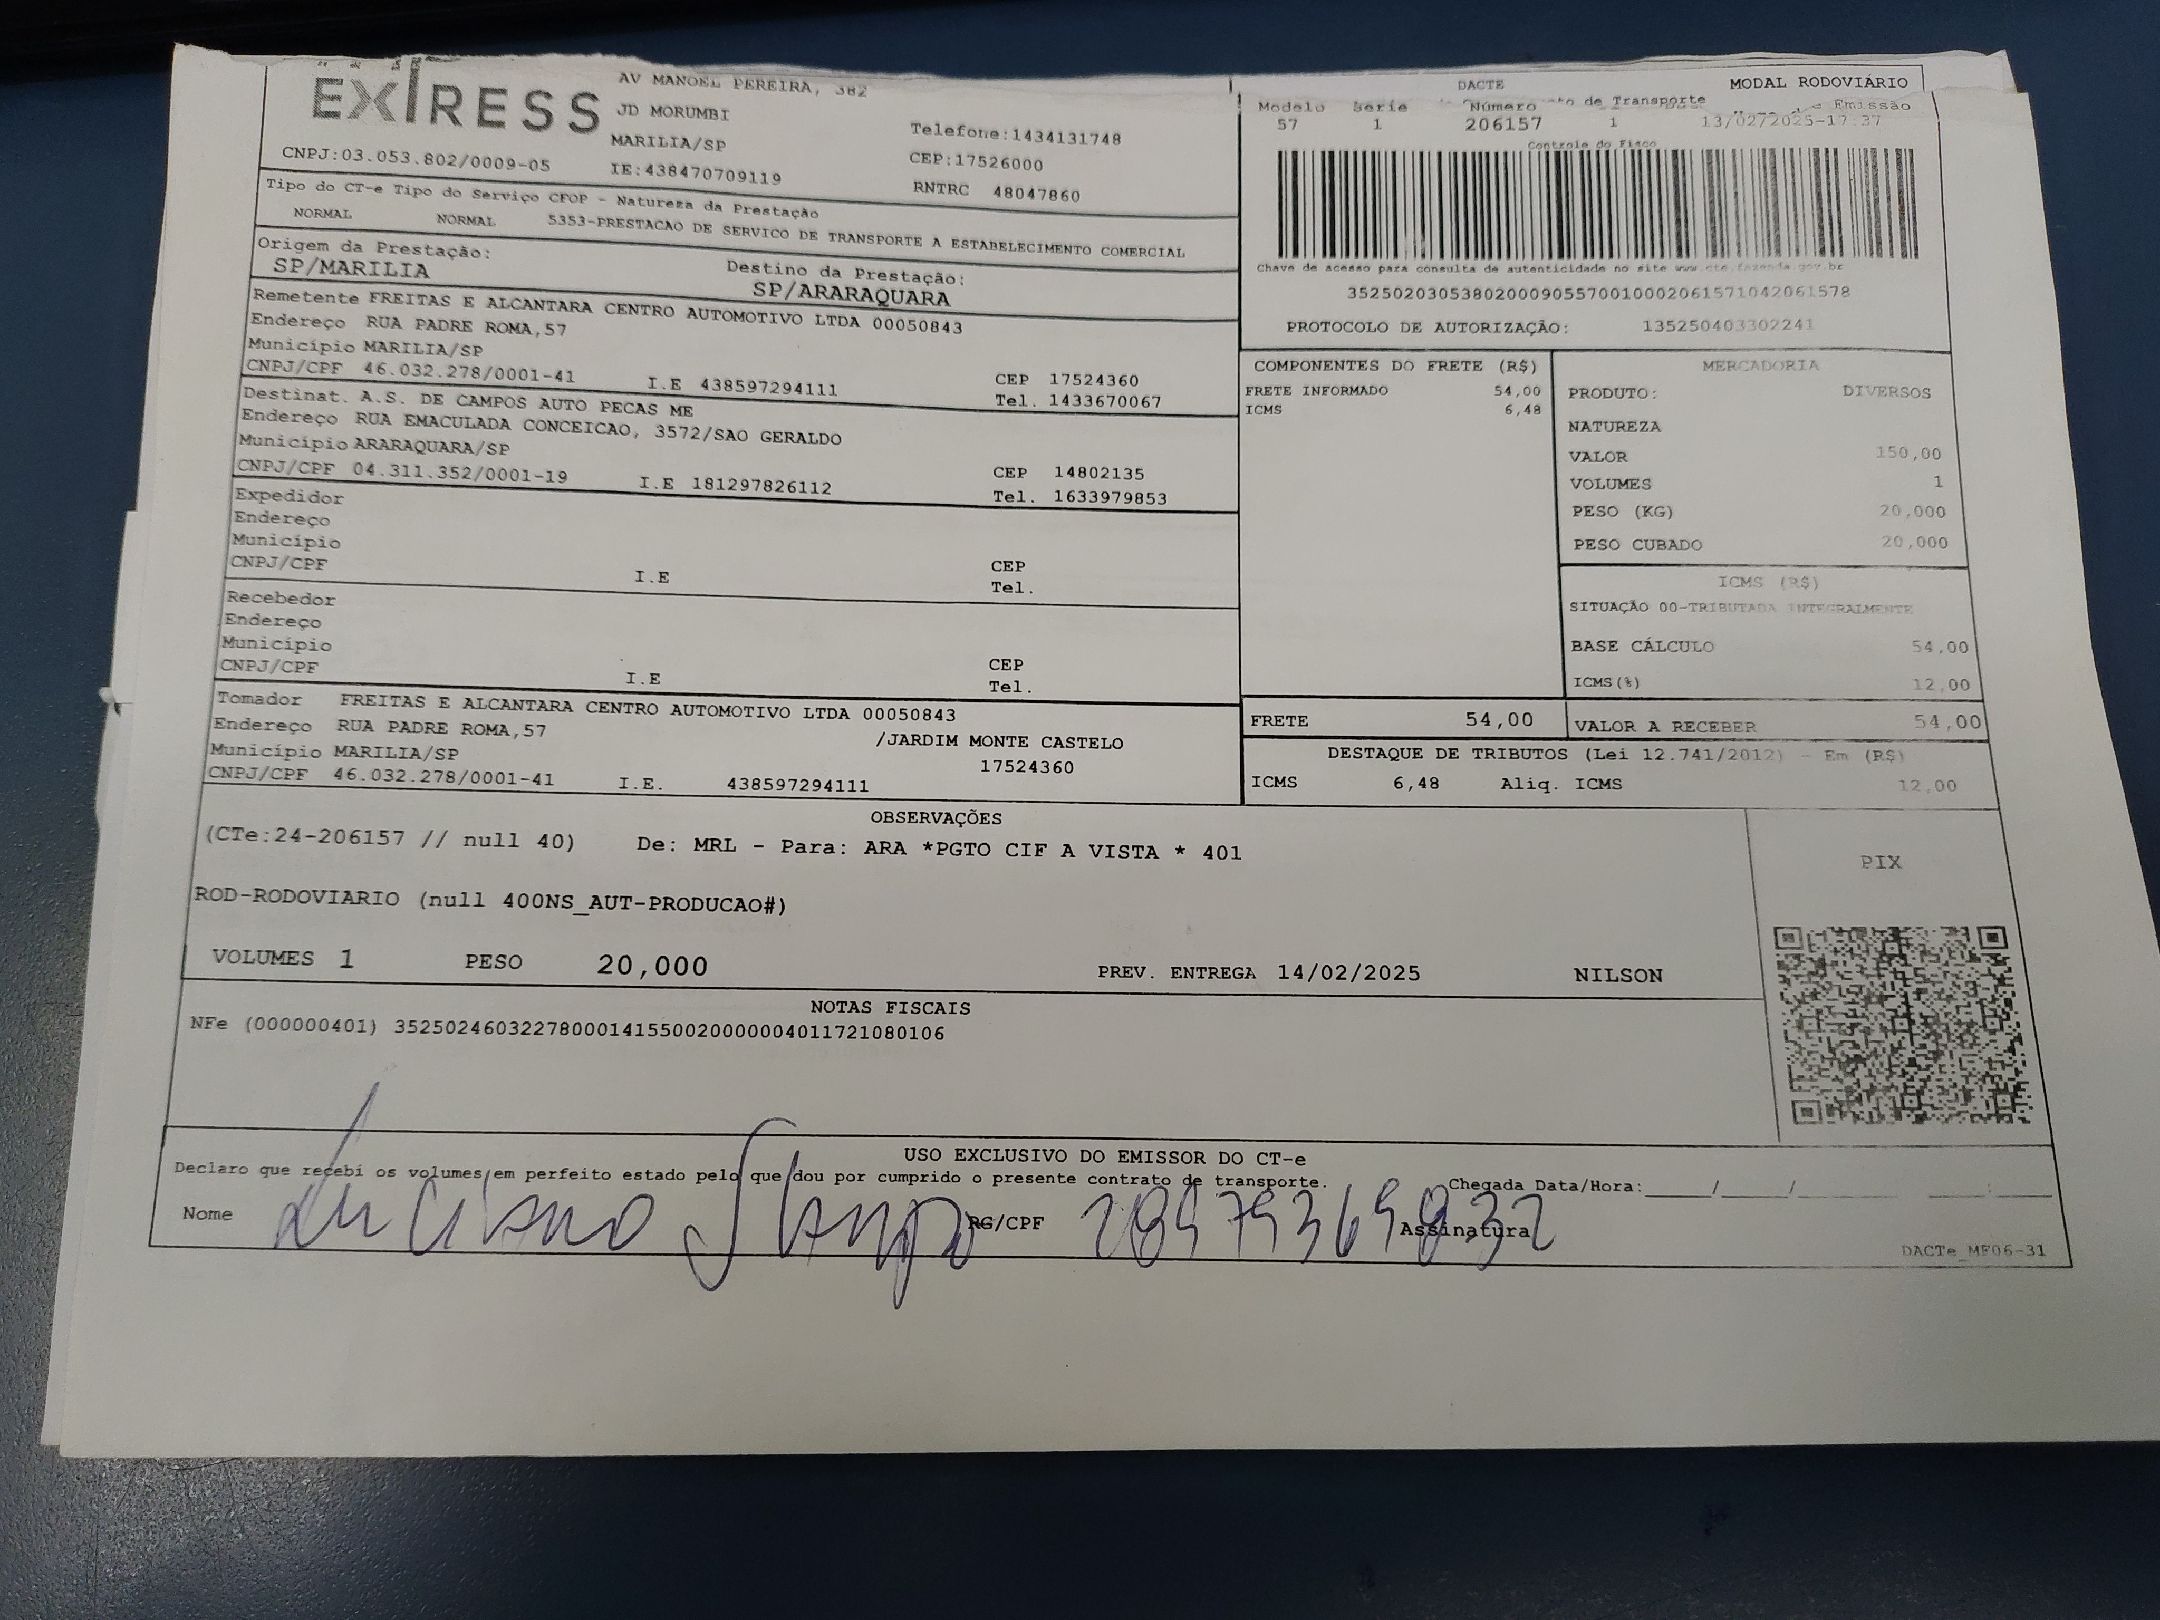 EXPRESS
AV MANOEL PEREIRA, 382
JD MORUMBI
MARILIA/SP
Telefone:1434131748
CNPJ:03.053.802/0009-05
IE:438470709119
CEP:17526000
RNTRC 48047860
DACTE
MODAL RODOVIÁRIO
de Transporte
Modelo Serie Número Emissão
57 1 206157 1 13/02/2025-17:37
Controle do Fisco
Chave de acesso para consulta de autenticidade no site www.cte.fazenda.gov.br
35250203053802000905570010002061571042061578
PROTOCOLO DE AUTORIZAÇÃO: 135250403302241
Tipo do CT-e Tipo do Serviço CFOP - Natureza da Prestação
NORMAL NORMAL 5353-PRESTACAO DE SERVICO DE TRANSPORTE A ESTABELECIMENTO COMERCIAL
Origem da Prestação:
SP/MARILIA
Destino da Prestação:
SP/ARARAQUARA
Remetente FREITAS E ALCANTARA CENTRO AUTOMOTIVO LTDA 00050843
Endereço RUA PADRE ROMA,57
Município MARILIA/SP
CEP 17524360
CNPJ/CPF 46.032.278/0001-41 I.E 438597294111 Tel. 1433670067
Destinat. A.S. DE CAMPOS AUTO PECAS ME
Endereço RUA EMACULADA CONCEICAO, 3572/SAO GERALDO
Município ARARAQUARA/SP CEP 14802135
CNPJ/CPF 04.311.352/0001-19 I.E 181297826112 Tel. 1633979853
Expedidor
Endereço
Município CEP
CNPJ/CPF I.E Tel.
Recebedor
Endereço
Município CEP
CNPJ/CPF I.E Tel.
Tomador FREITAS E ALCANTARA CENTRO AUTOMOTIVO LTDA 00050843
Endereço RUA PADRE ROMA,57 /JARDIM MONTE CASTELO
Município MARILIA/SP 17524360
CNPJ/CPF 46.032.278/0001-41 I.E. 438597294111
COMPONENTES DO FRETE (R$)
FRETE INFORMADO 54,00
ICMS 6,48
MERCADORIA
PRODUTO: DIVERSOS
NATUREZA
VALOR 150,00
VOLUMES 1
PESO (KG) 20,000
PESO CUBADO 20,000
ICMS (R$)
SITUAÇÃO 00-TRIBUTADA INTEGRALMENTE
BASE CÁLCULO 54,00
ICMS(%) 12,00
FRETE 54,00 VALOR A RECEBER 54,00
DESTAQUE DE TRIBUTOS (Lei 12.741/2012) - Em (R$)
ICMS 6,48 Aliq. ICMS 12,00
OBSERVAÇÕES
(CTe:24-206157 // null 40) De: MRL - Para: ARA *PGTO CIF A VISTA * 401
PIX
ROD-RODOVIARIO (null 400NS_AUT-PRODUCAO#)
VOLUMES 1 PESO 20,000 PREV. ENTREGA 14/02/2025 NILSON
NOTAS FISCAIS
NFe (000000401) 35250246032278000141550020000004011721080106
USO EXCLUSIVO DO EMISSOR DO CT-e
Declaro que recebi os volumes em perfeito estado pelo que dou por cumprido o presente contrato de transporte. Chegada Data/Hora:
Nome Luciano RG/CPF Assinatura
DACTe_MF06-31